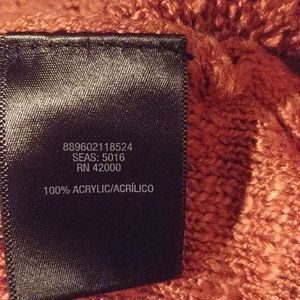 889602118524
SEAS: 5016
RN 42000
100% ACRYLIC/ACRÍLICO